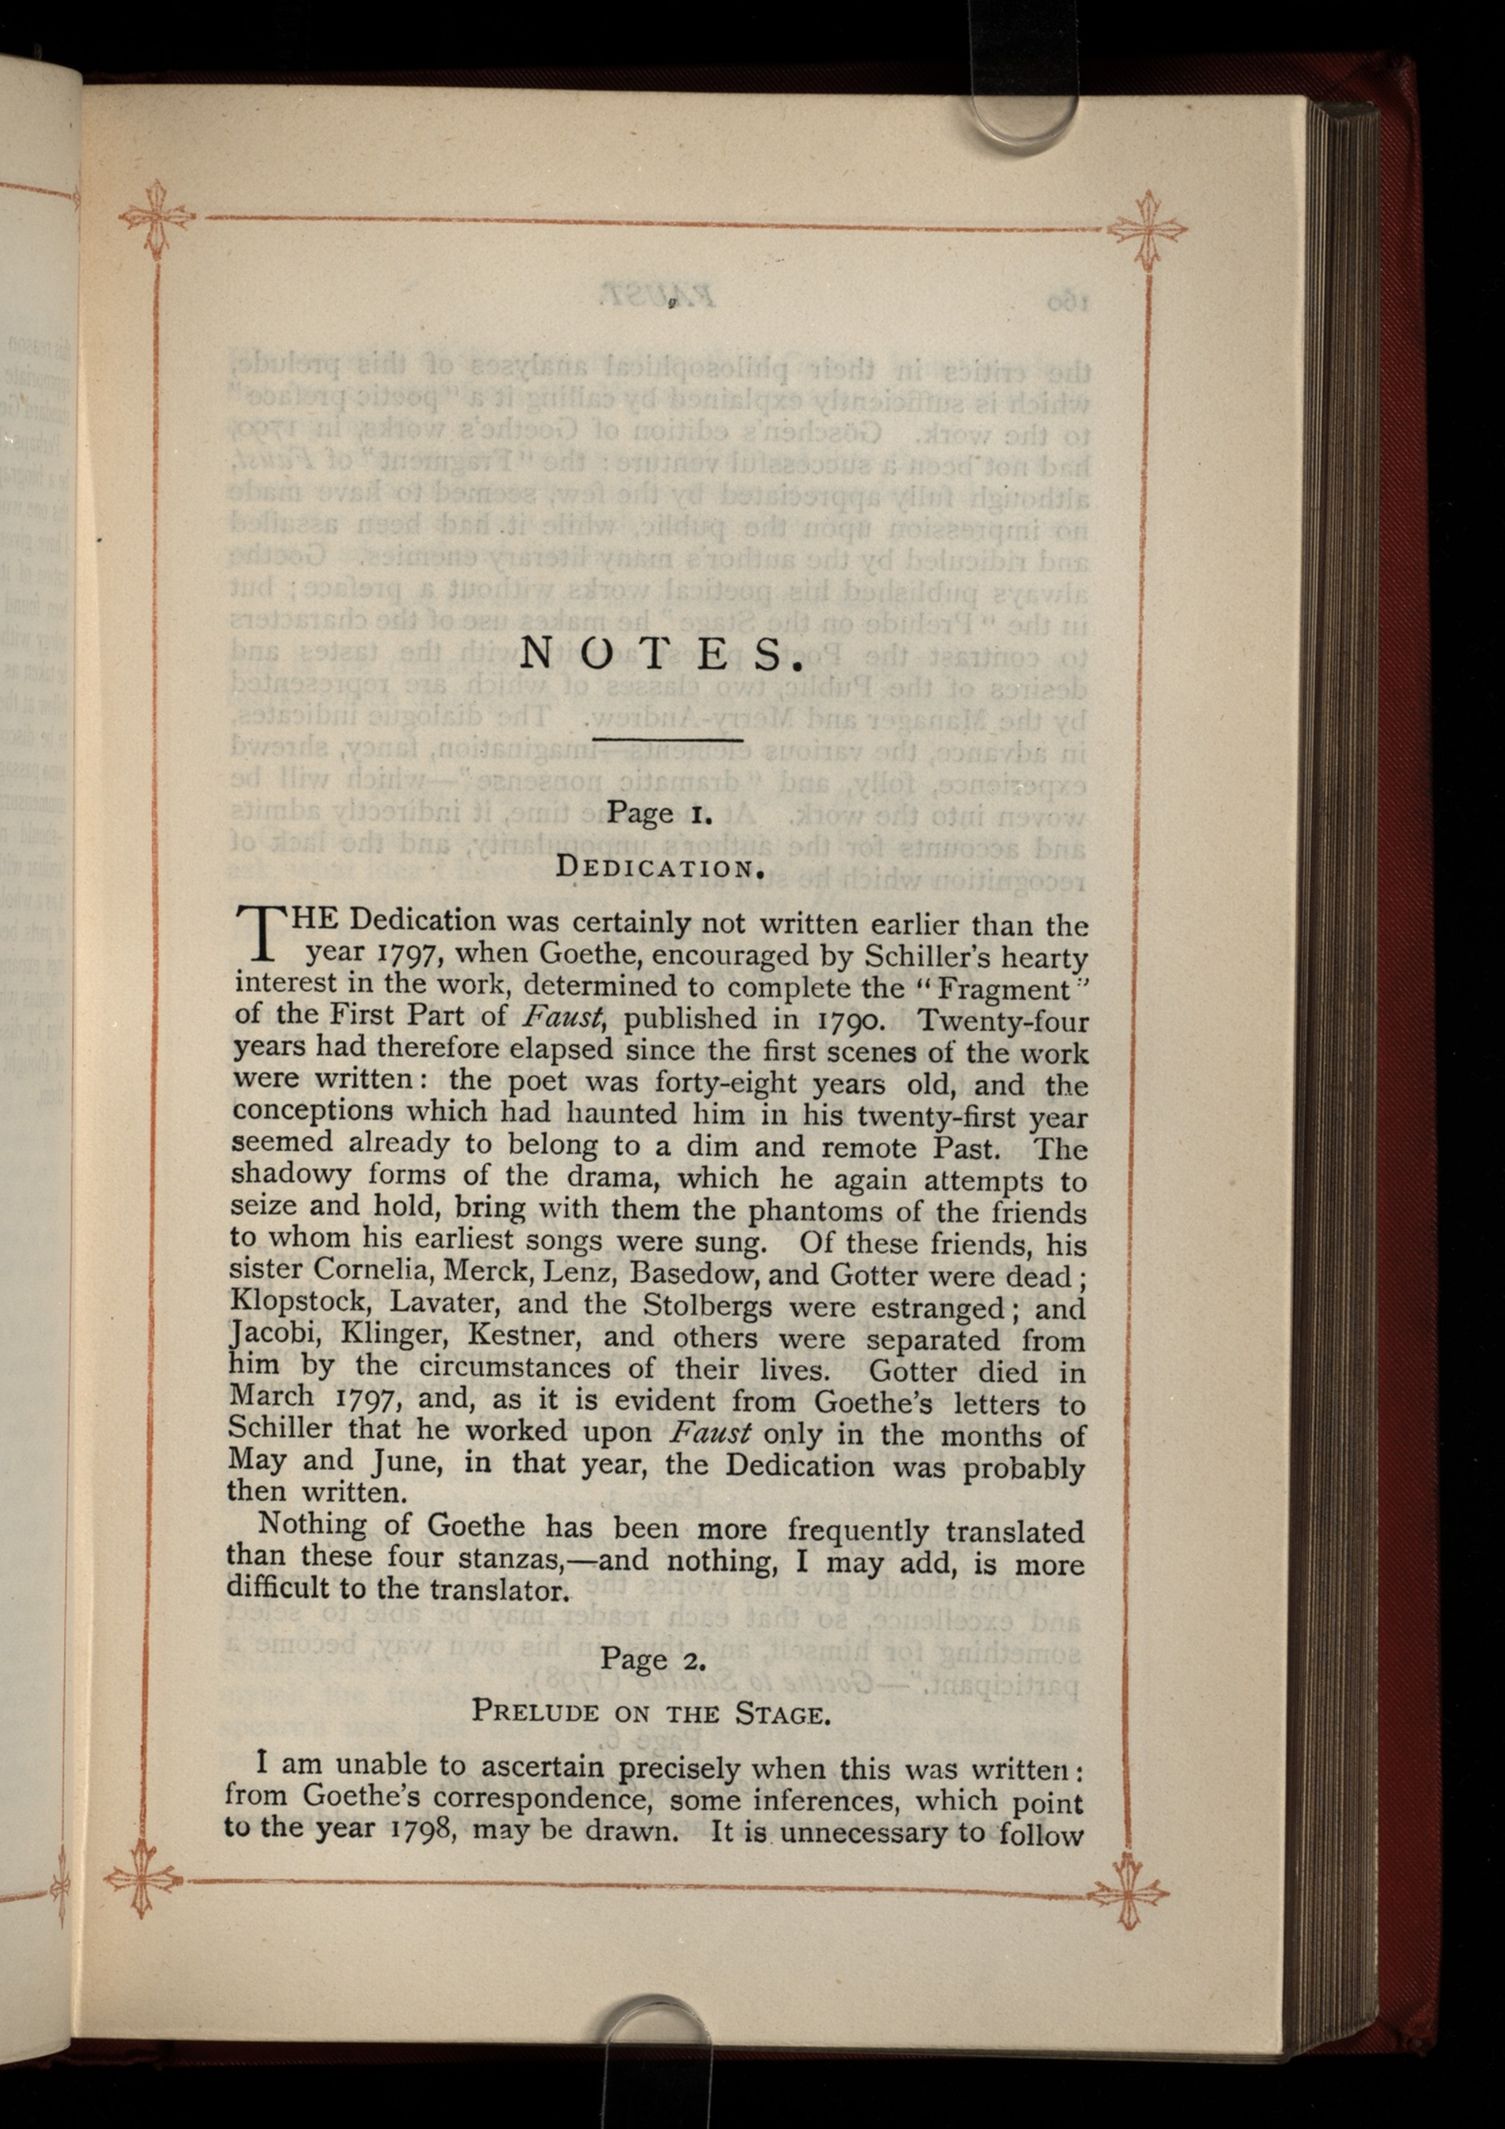 NOTES.
Page 1.
DEDICATION.
THE Dedication was certainly not written earlier than the
year 1797, when Goethe, encouraged by Schiller's hearty
interest in the work, determined to complete the "Fragment"
of the First Part of Faust, published in 1790. Twenty-four
years had therefore elapsed since the first scenes of the work
were written: the poet was forty-eight years old, and the
conceptions which had haunted him in his twenty-first year
seemed already to belong to a dim and remote Past. The
shadowy forms of the drama, which he again attempts to
seize and hold, bring with them the phantoms of the friends
to whom his earliest songs were sung. Of these friends, his
sister Cornelia, Merck, Lenz, Basedow, and Gotter were dead;
Klopstock, Lavater, and the Stolbergs were estranged; and
Jacobi, Klinger, Kestner, and others were separated from
him by the circumstances of their lives. Gotter died in
March 1797, and, as it is evident from Goethe's letters to
Schiller that he worked upon Faust only in the months of
May and June, in that year, the Dedication was probably
then written.
Nothing of Goethe has been more frequently translated
than these four stanzas,—and nothing, I may add, is more
difficult to the translator.
Page 2.
PRELUDE ON THE STAGE.
I am unable to ascertain precisely when this was written:
from Goethe's correspondence, some inferences, which point
to the year 1798, may be drawn. It is unnecessary to follow